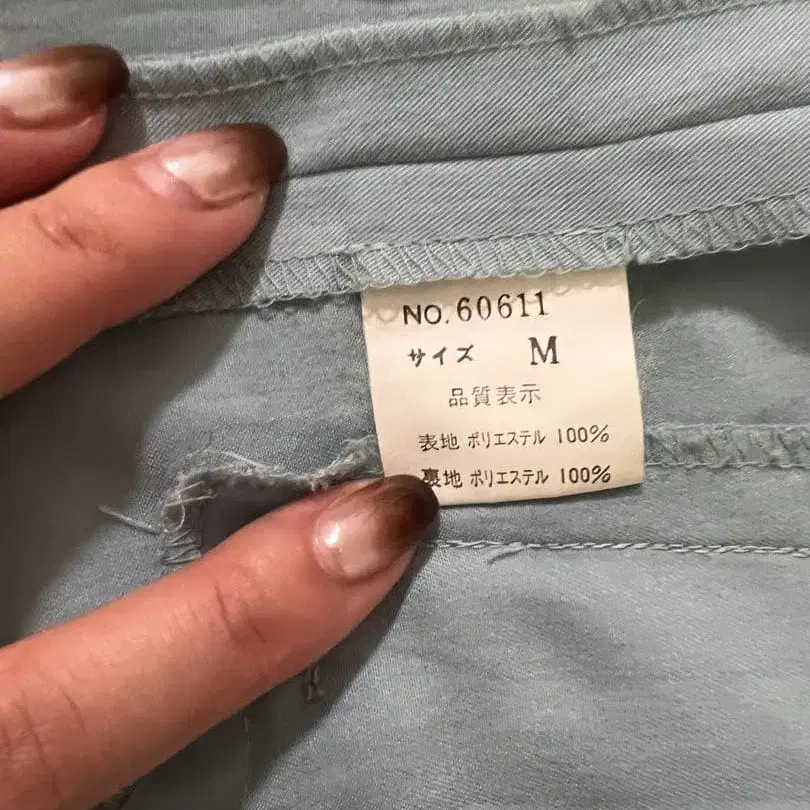 NO. 60611
サイズ M
品質表示
表地 ポリエステル 100%
裏地 ポリエステル 100%